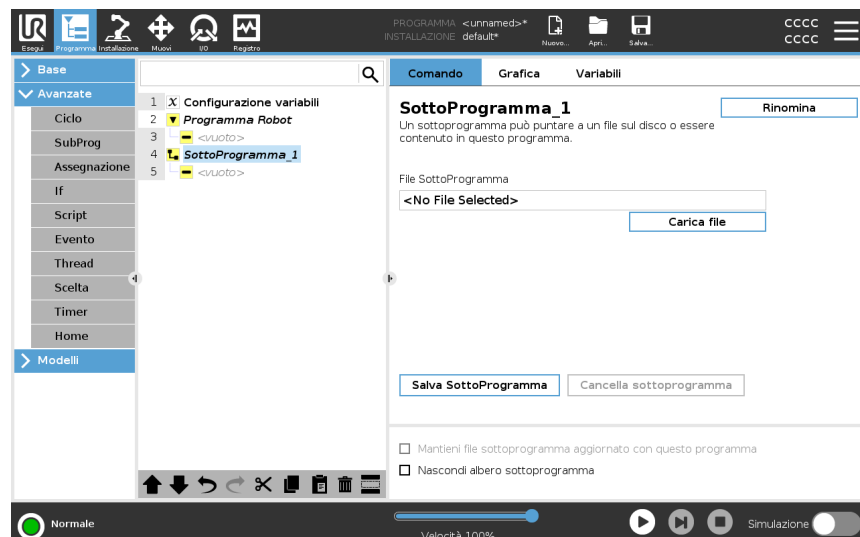 UR
PROGRAMMA <unnamed>*
INSTALLAZIONE default*
Esegui Programma Installazione Muovi I/O Registro
Nuovo... Apri... Salva...
CCCC
CCCC
Base
Avanzate
Ciclo
SubProg
Assegnazione
If
Script
Evento
Thread
Scelta
Timer
Home
Modelli
1 X Configurazione variabili
2 Programma Robot
3 <vuoto>
4 SottoProgramma_1
5 <vuoto>
Comando Grafica Variabili
SottoProgramma_1
Rinomina
Un sottoprogramma può puntare a un file sul disco o essere
contenuto in questo programma.
File SottoProgramma
<No File Selected>
Carica file
Salva SottoProgramma Cancella sottoprogramma
Mantieni file sottoprogramma aggiornato con questo programma
Nascondi albero sottoprogramma
Normale
Velocità 100%
Simulazione